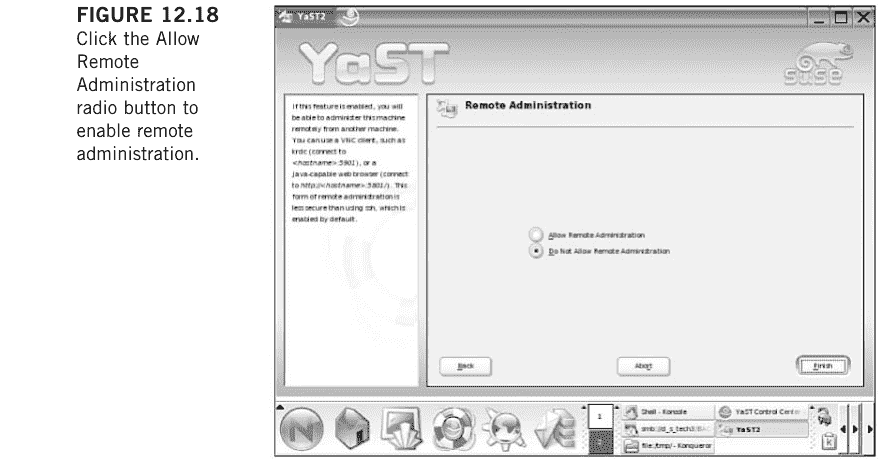 FIGURE 12.18
Click the Allow
Remote
Administration
radio button to
enable remote
administration.
YaST2
YaST
suse
If this feature is enabled, you will
be able to administer this machine
remotely from another machine.
You can use a VNC client, such as
krdc (connect to
<hostname>:5901), or a
Java-capable web browser (connect
to http://<hostname>:5801/). This
form of remote administration is
less secure than using ssh, which is
enabled by default.
Remote Administration
Allow Remote Administration
Do Not Allow Remote Administration
Back
Abort
Finish
N
1
Shell - Konsole
YaST Control Center
smb://d_s_tech3/BAC
YaST2
file:/tmp/ - Konqueror
k